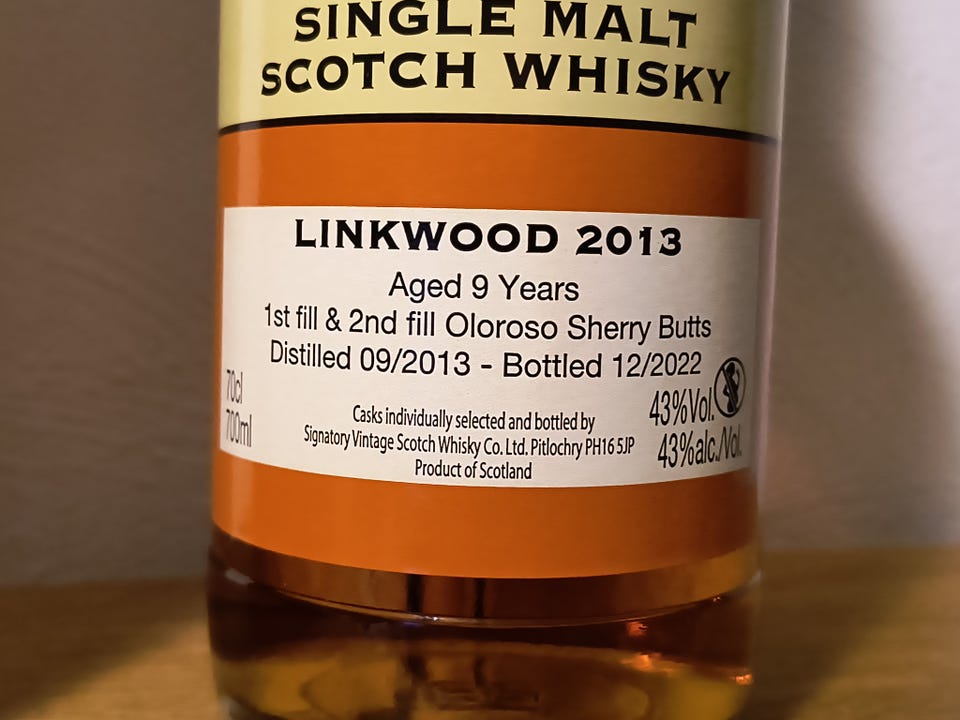 SINGLE MALT
SCOTCH WHISKY
LINKWOOD 2013
Aged 9 Years
1st fill & 2nd fill Oloroso Sherry Butts
Distilled 09/2013 - Bottled 12/2022
70cl
700ml
Casks individually selected and bottled by
Signatory Vintage Scotch Whisky Co. Ltd. Pitlochry PH16 5JP
Product of Scotland
43%Vol.
43%alc./Vol.